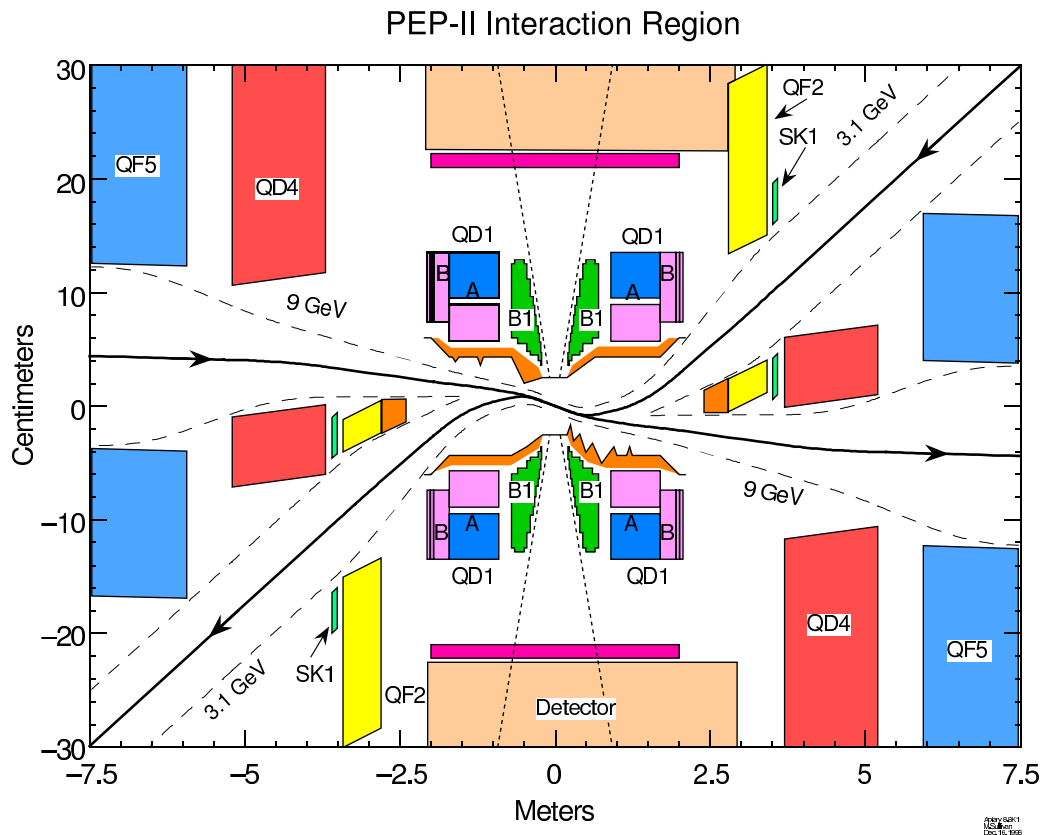 PEP-II Interaction Region
30
20
10
0
–10
–20
–30
Centimeters
QF5
QD4
QF2
SK1
3.1 GeV
QD1
QD1
B
A
B1
B1
A
B
9 GeV
B
A
B1
B1
A
B
QD1
QD1
9 GeV
SK1
3.1 GeV
QF2
Detector
QD4
QF5
–7.5
–5
–2.5
0
2.5
5
7.5
Meters